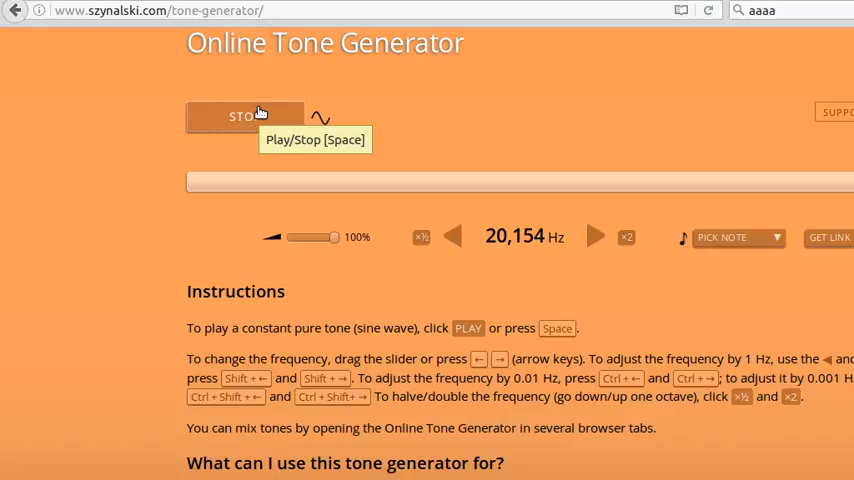 www.szynalski.com/tone-generator/
aaaa
Online Tone Generator
SUPPO
Play/Stop [Space]
100% ×½ 20,154 Hz ×2 PICK NOTE GET LINK
Instructions
To play a constant pure tone (sine wave), click PLAY or press Space.
To change the frequency, drag the slider or press ← → (arrow keys). To adjust the frequency by 1 Hz, use the ◀ and
press Shift + ← and Shift + →. To adjust the frequency by 0.01 Hz, press Ctrl + ← and Ctrl + →; to adjust it by 0.001 H
Ctrl + Shift + ← and Ctrl + Shift+ → To halve/double the frequency (go down/up one octave), click ×½ and ×2.
You can mix tones by opening the Online Tone Generator in several browser tabs.
What can I use this tone generator for?